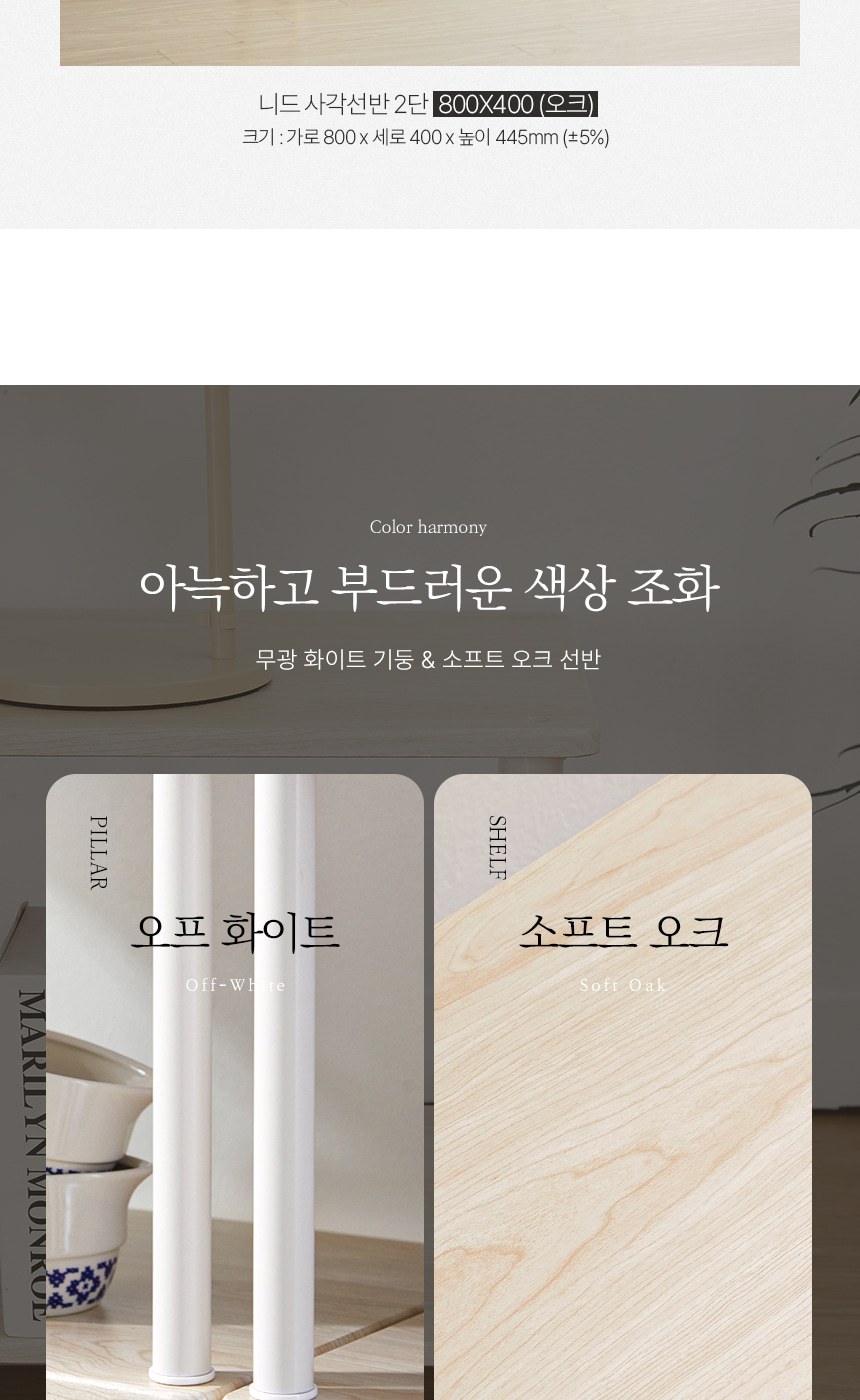 니드 사각선반 2단 800X400 (오크)
크기 : 가로 800 x 세로 400 x 높이 445mm (±5%)
Color harmony
아늑하고 부드러운 색상 조화
무광 화이트 기둥 & 소프트 오크 선반
PILLAR
오프 화이트
Off-White
SHELF
소프트 오크
Soft Oak
MARILYN MONROE